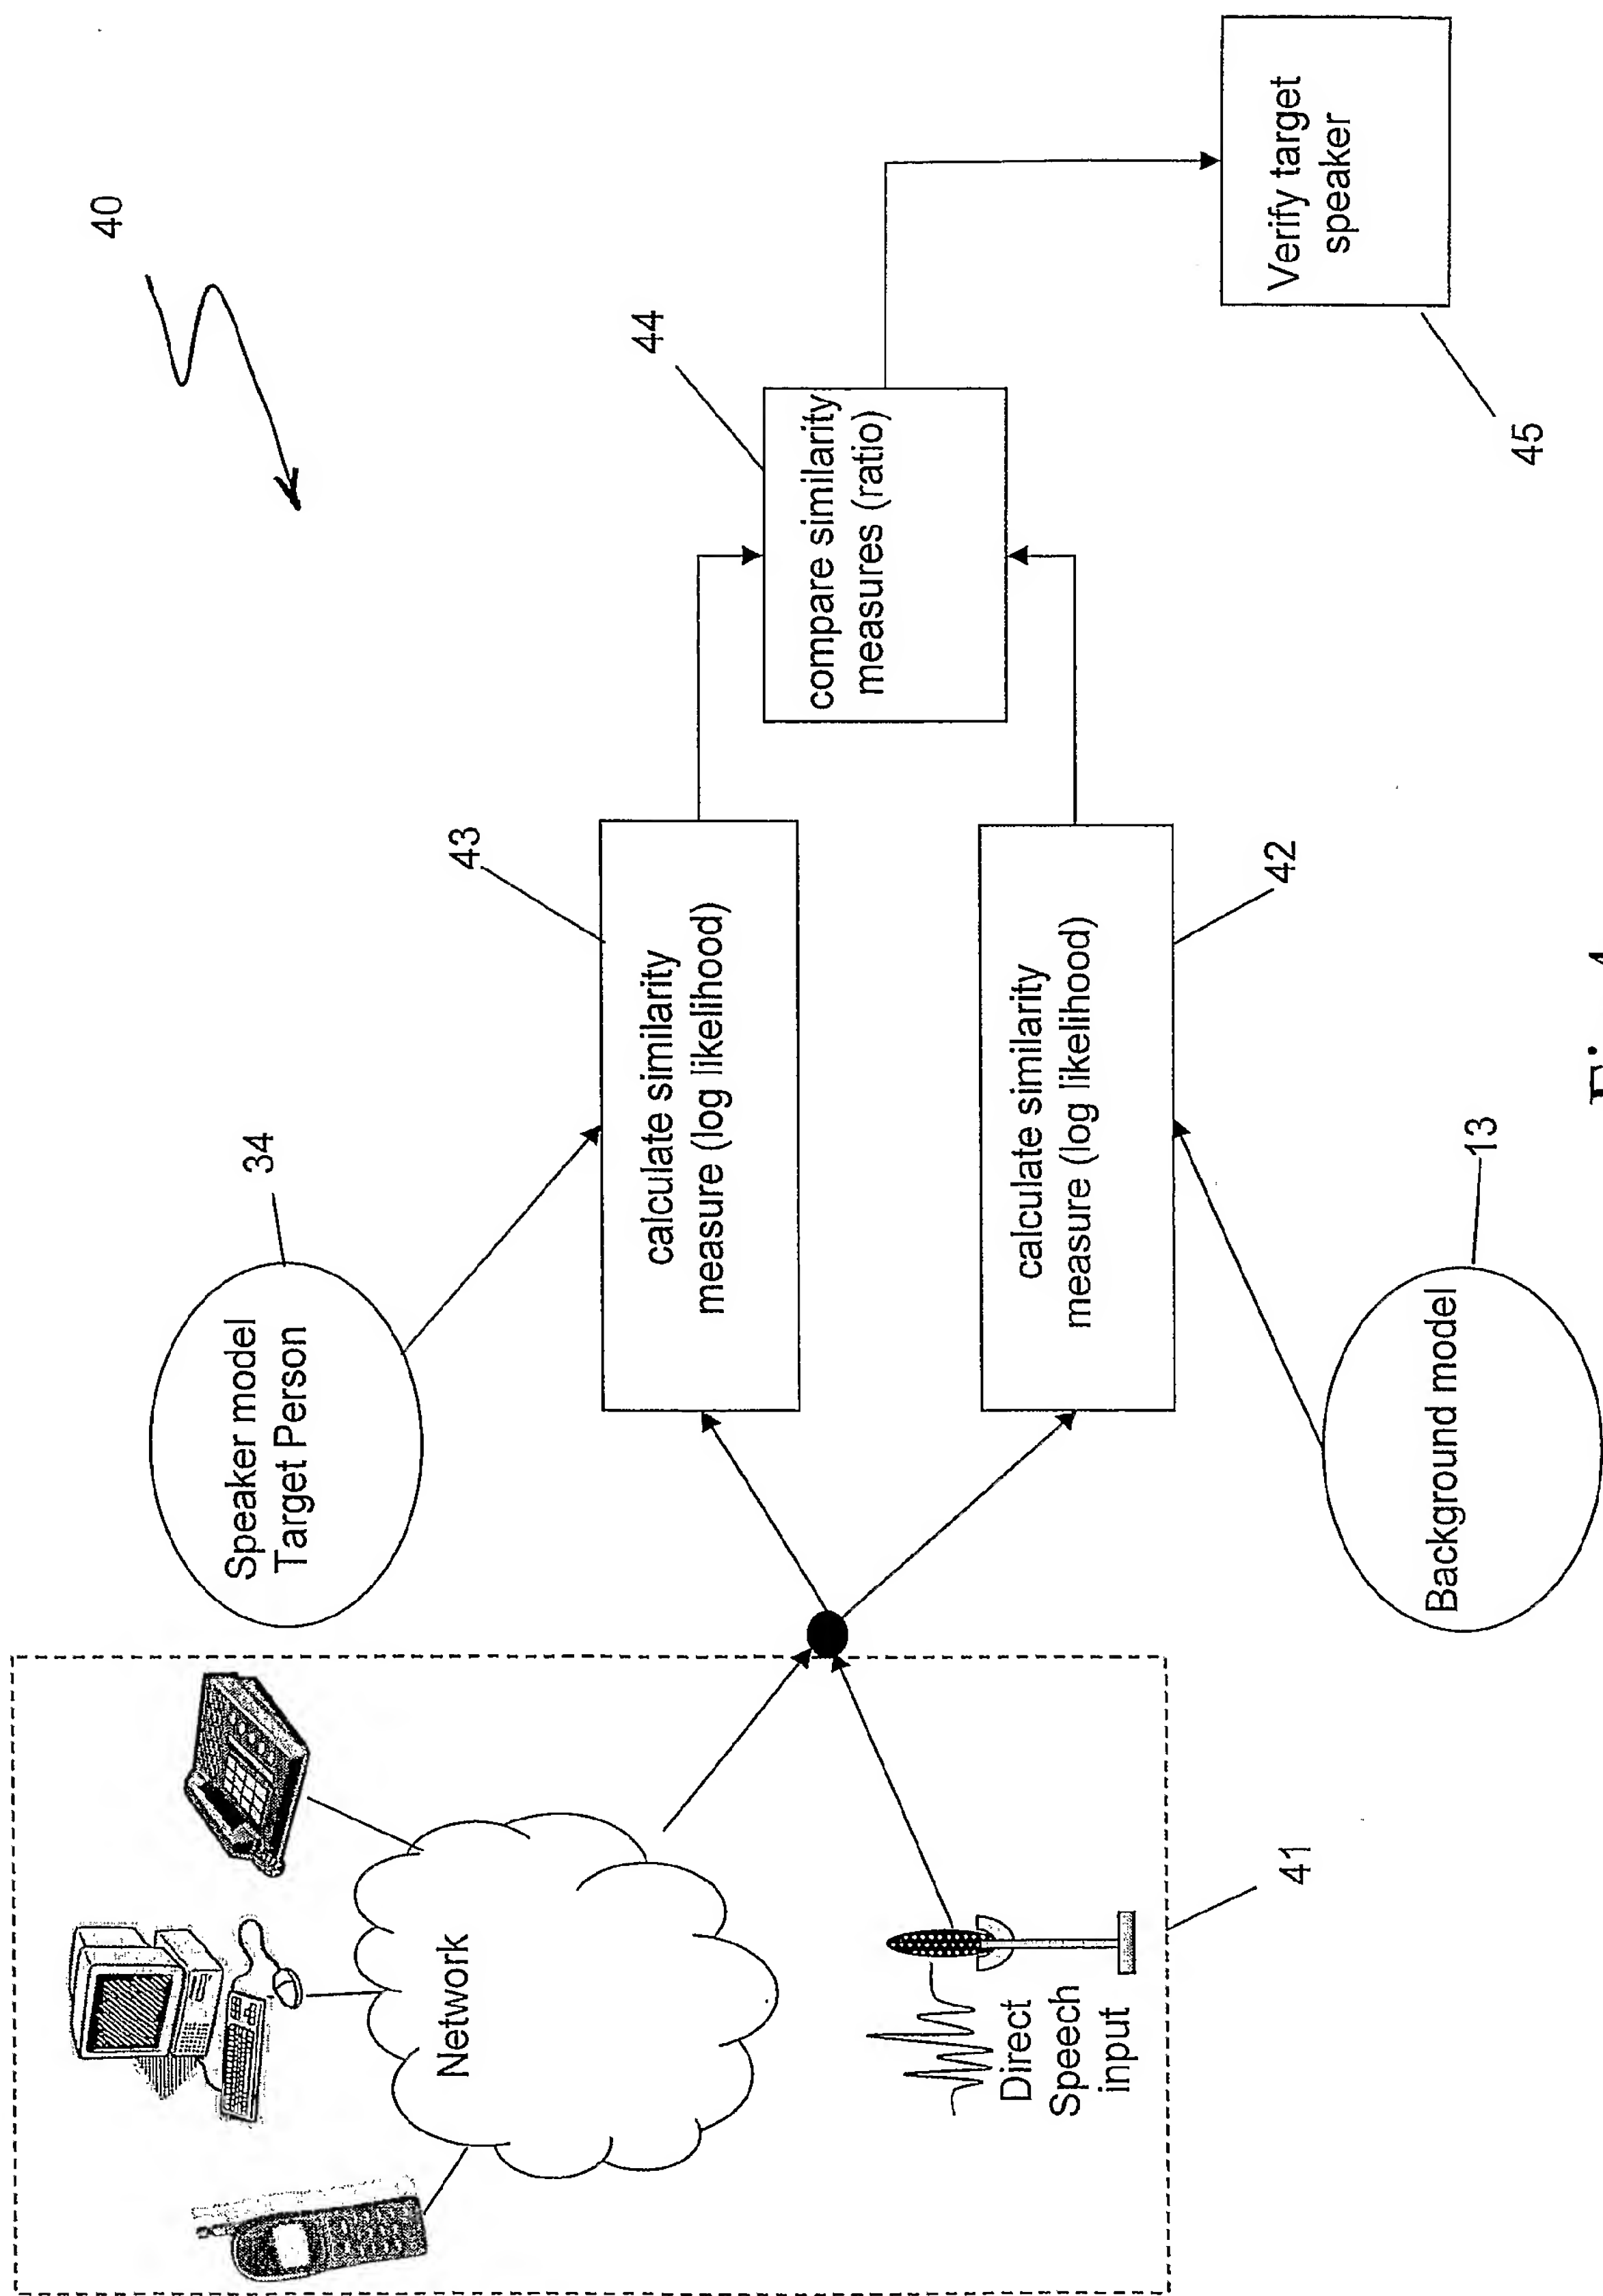 40
34
Speaker model
Target Person
43
calculate similarity
measure (log likelihood)
44
compare similarity
measures (ratio)
Verify target
speaker
45
Network
Direct
Speech
input
41
calculate similarity
measure (log likelihood)
42
Background model
13